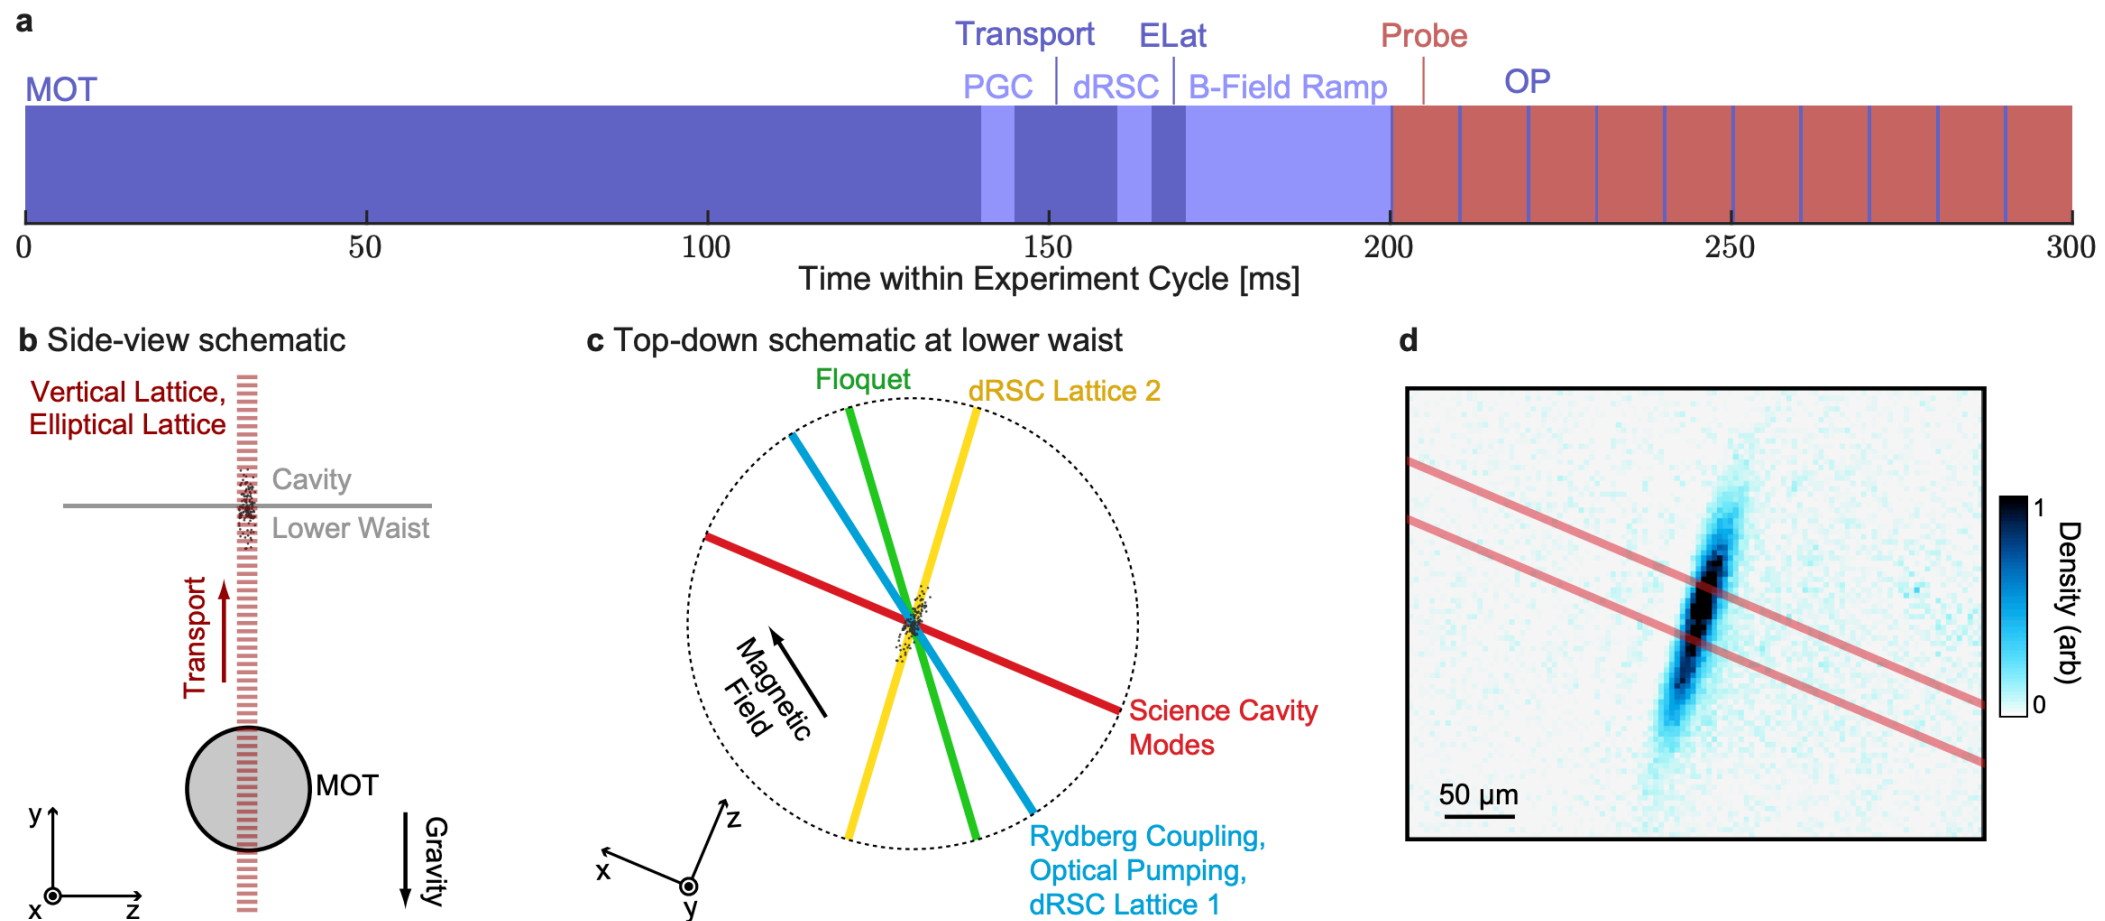 a
Transport ELat Probe
MOT PGC dRSC B-Field Ramp OP
0 50 100 150 200 250 300
Time within Experiment Cycle [ms]
b Side-view schematic
Vertical Lattice,
Elliptical Lattice
Cavity
Lower Waist
Transport
MOT
Gravity
y
x
z
c Top-down schematic at lower waist
Floquet
dRSC Lattice 2
Magnetic
Field
Science Cavity
Modes
Rydberg Coupling,
Optical Pumping,
dRSC Lattice 1
z
x
y
d
50 µm
1
0
Density (arb)